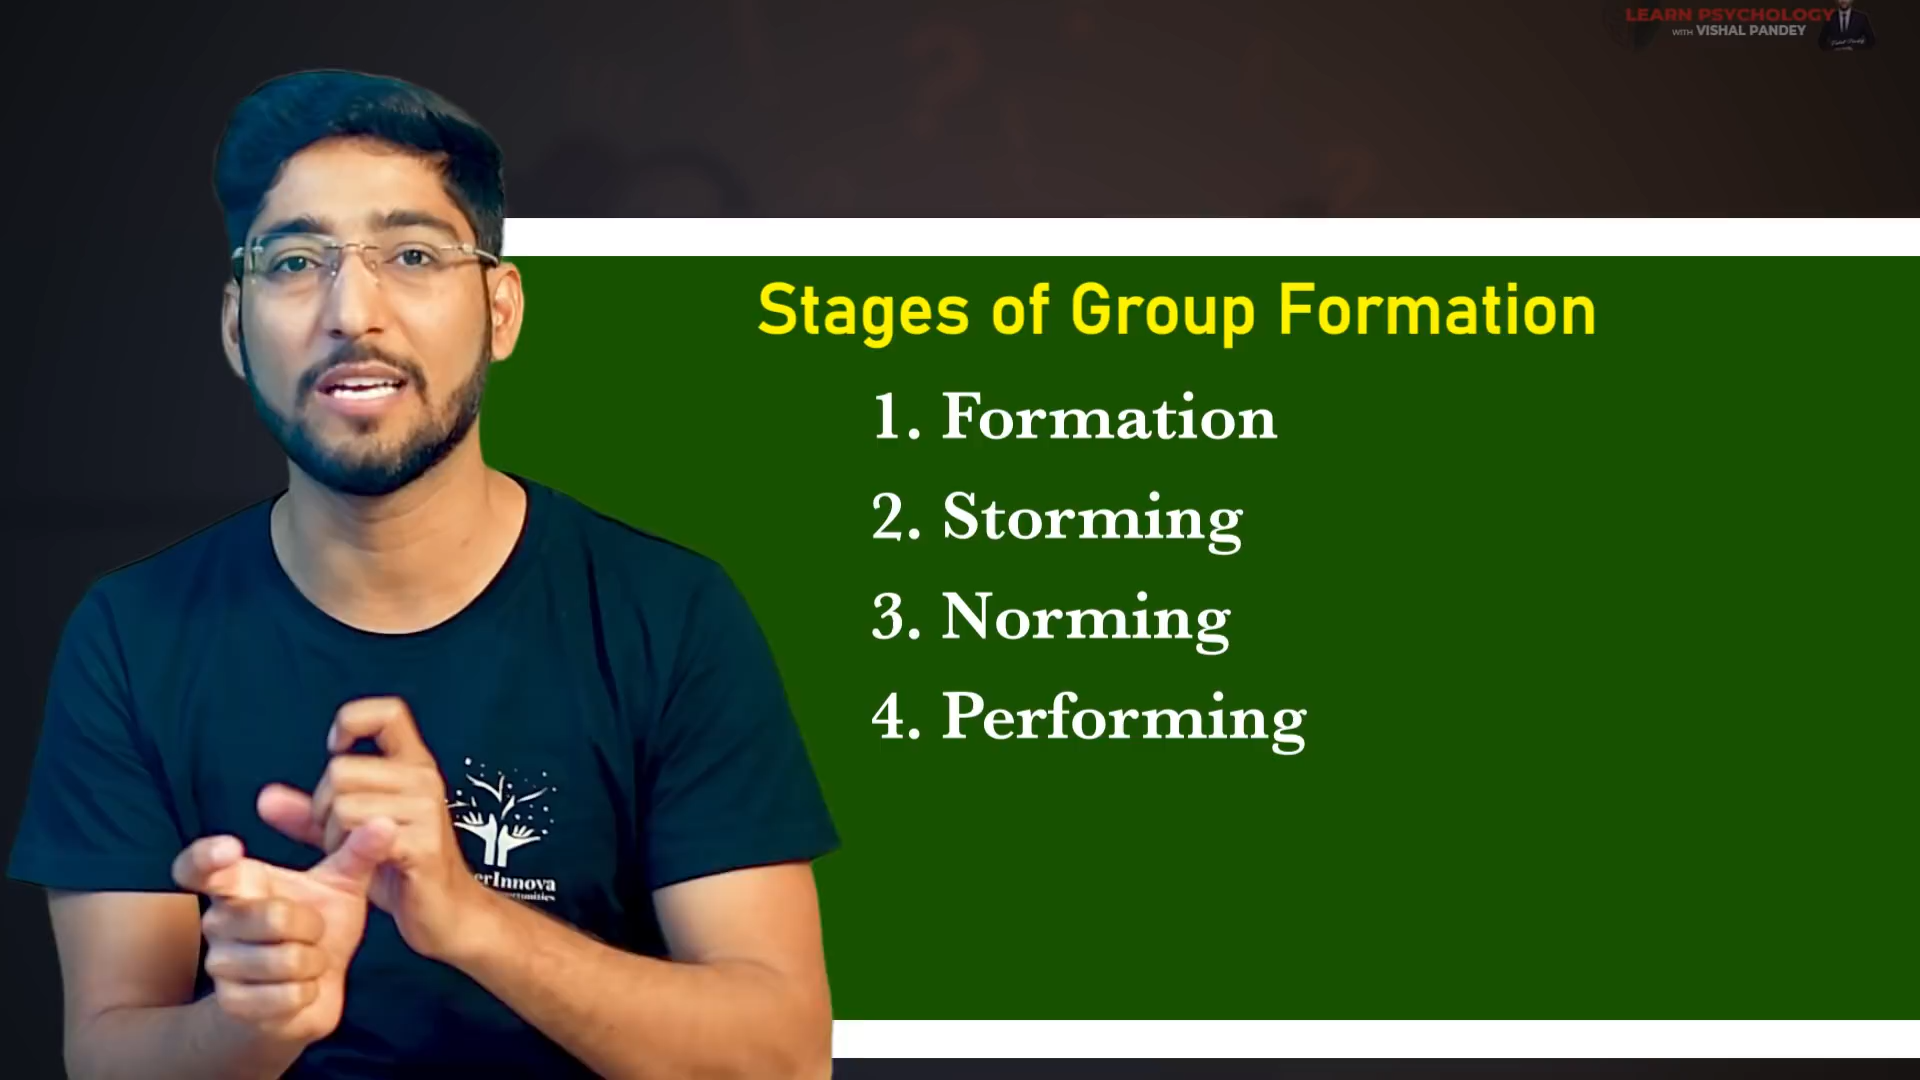 LEARN PSYCHOLOGY
WITH VISHAL PANDEY
Stages of Group Formation
1. Formation
2. Storming
3. Norming
4. Performing
erInnova